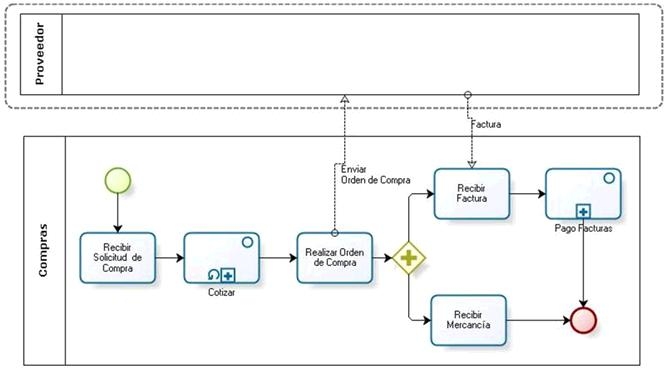 Proveedor
Factura
Enviar
Orden de Compra
Compras
Recibir
Solicitud de
Compra
Cotizar
Realizar Orden
de Compra
Recibir
Factura
Pago Facturas
Recibir
Mercancía